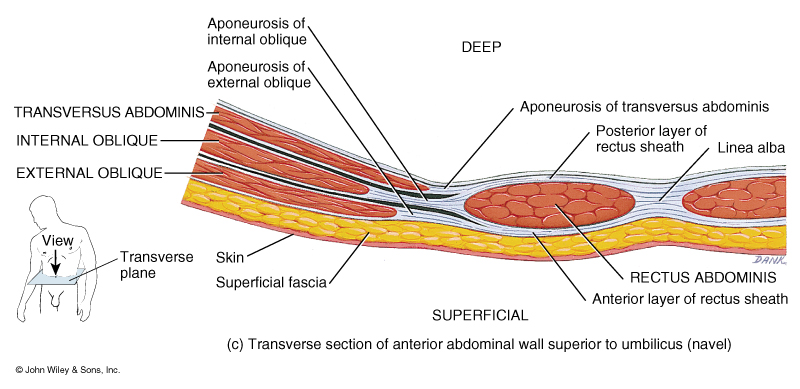 Aponeurosis of
internal oblique
DEEP
Aponeurosis of
external oblique
Aponeurosis of transversus abdominis
TRANSVERSUS ABDOMINIS
Posterior layer of
rectus sheath
INTERNAL OBLIQUE
Linea alba
EXTERNAL OBLIQUE
View
Transverse
plane
Skin
Superficial fascia
DANK
RECTUS ABDOMINIS
Anterior layer of rectus sheath
SUPERFICIAL
(c) Transverse section of anterior abdominal wall superior to umbilicus (navel)
© John Wiley & Sons, Inc.